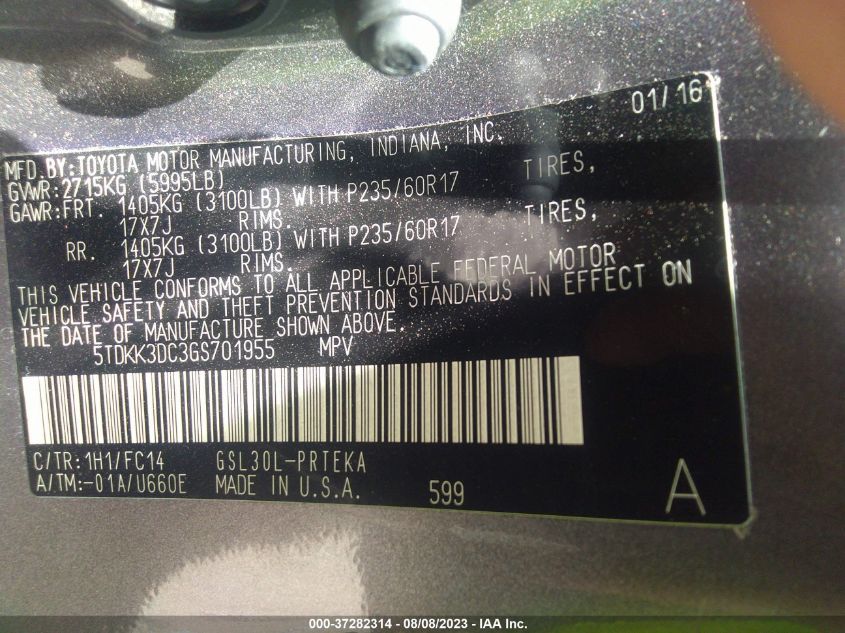 01/16
MFD.BY:TOYOTA MOTOR MANUFACTURING, INDIANA, INC.
GVWR:2715KG (5995LB)
GAWR:FRT. 1405KG (3100LB) WITH P235/60R17 TIRES,
17X7J RIMS.
RR. 1405KG (3100LB) WITH P235/60R17 TIRES,
17X7J RIMS.
THIS VEHICLE CONFORMS TO ALL APPLICABLE FEDERAL MOTOR
VEHICLE SAFETY AND THEFT PREVENTION STANDARDS IN EFFECT ON
THE DATE OF MANUFACTURE SHOWN ABOVE.
5TDKK3DC3GS701955 MPV
C/TR:1H1/FC14 GSL30L-PRTEKA
A/TM:-01A/U660E MADE IN U.S.A. 599 A
000-37282314 - 08/08/2023 - IAA Inc.